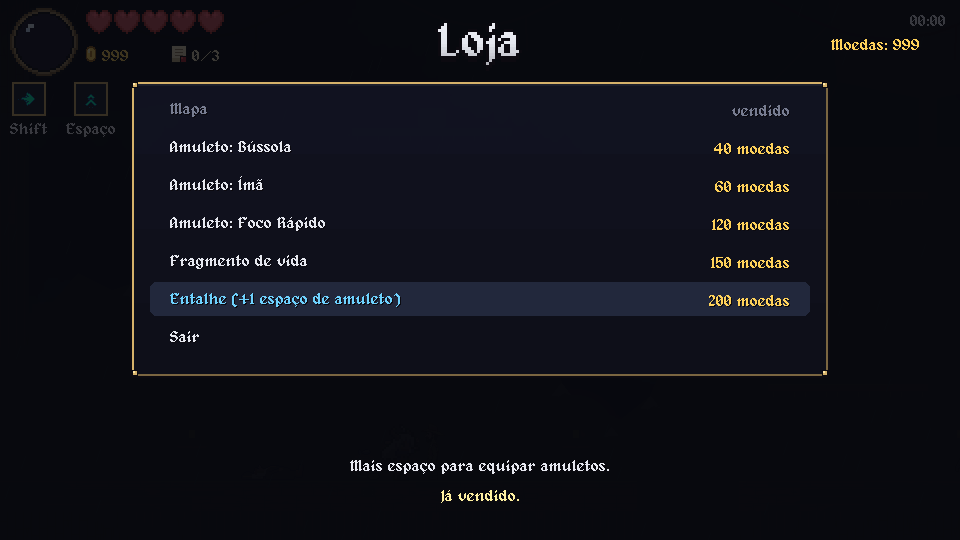 00:00
Loja
999
0/3
Moedas: 999
Shift
Espaço
Mapa vendido
Amuleto: Bússola 40 moedas
Amuleto: Ímã 60 moedas
Amuleto: Foco Rápido 120 moedas
Fragmento de vida 150 moedas
Entalhe (+1 espaço de amuleto) 200 moedas
Sair
Mais espaço para equipar amuletos.
Já vendido.